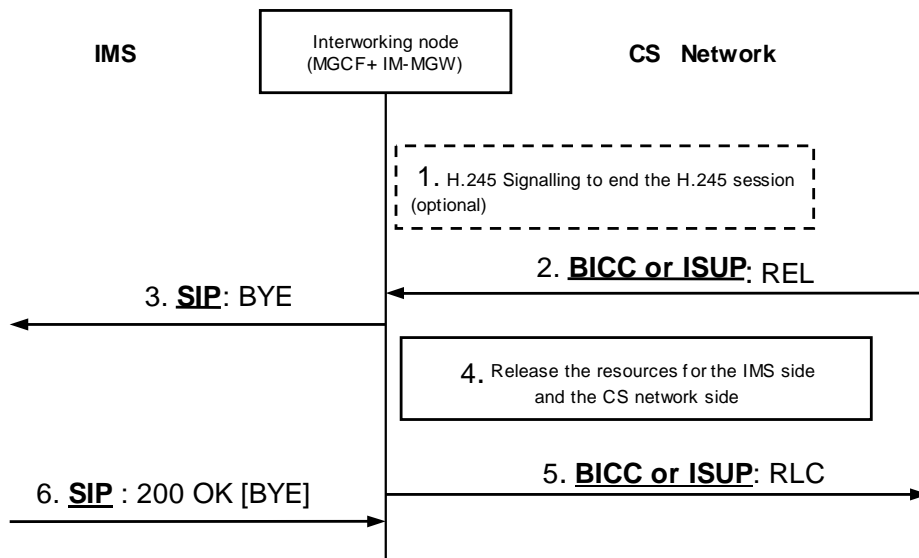 IMS
Interworking node
(MGCF+ IM-MGW)
CS Network
1. H.245 Signalling to end the H.245 session
(optional)
2. BICC or ISUP: REL
3. SIP: BYE
4. Release the resources for the IMS side
and the CS network side
5. BICC or ISUP: RLC
6. SIP : 200 OK [BYE]